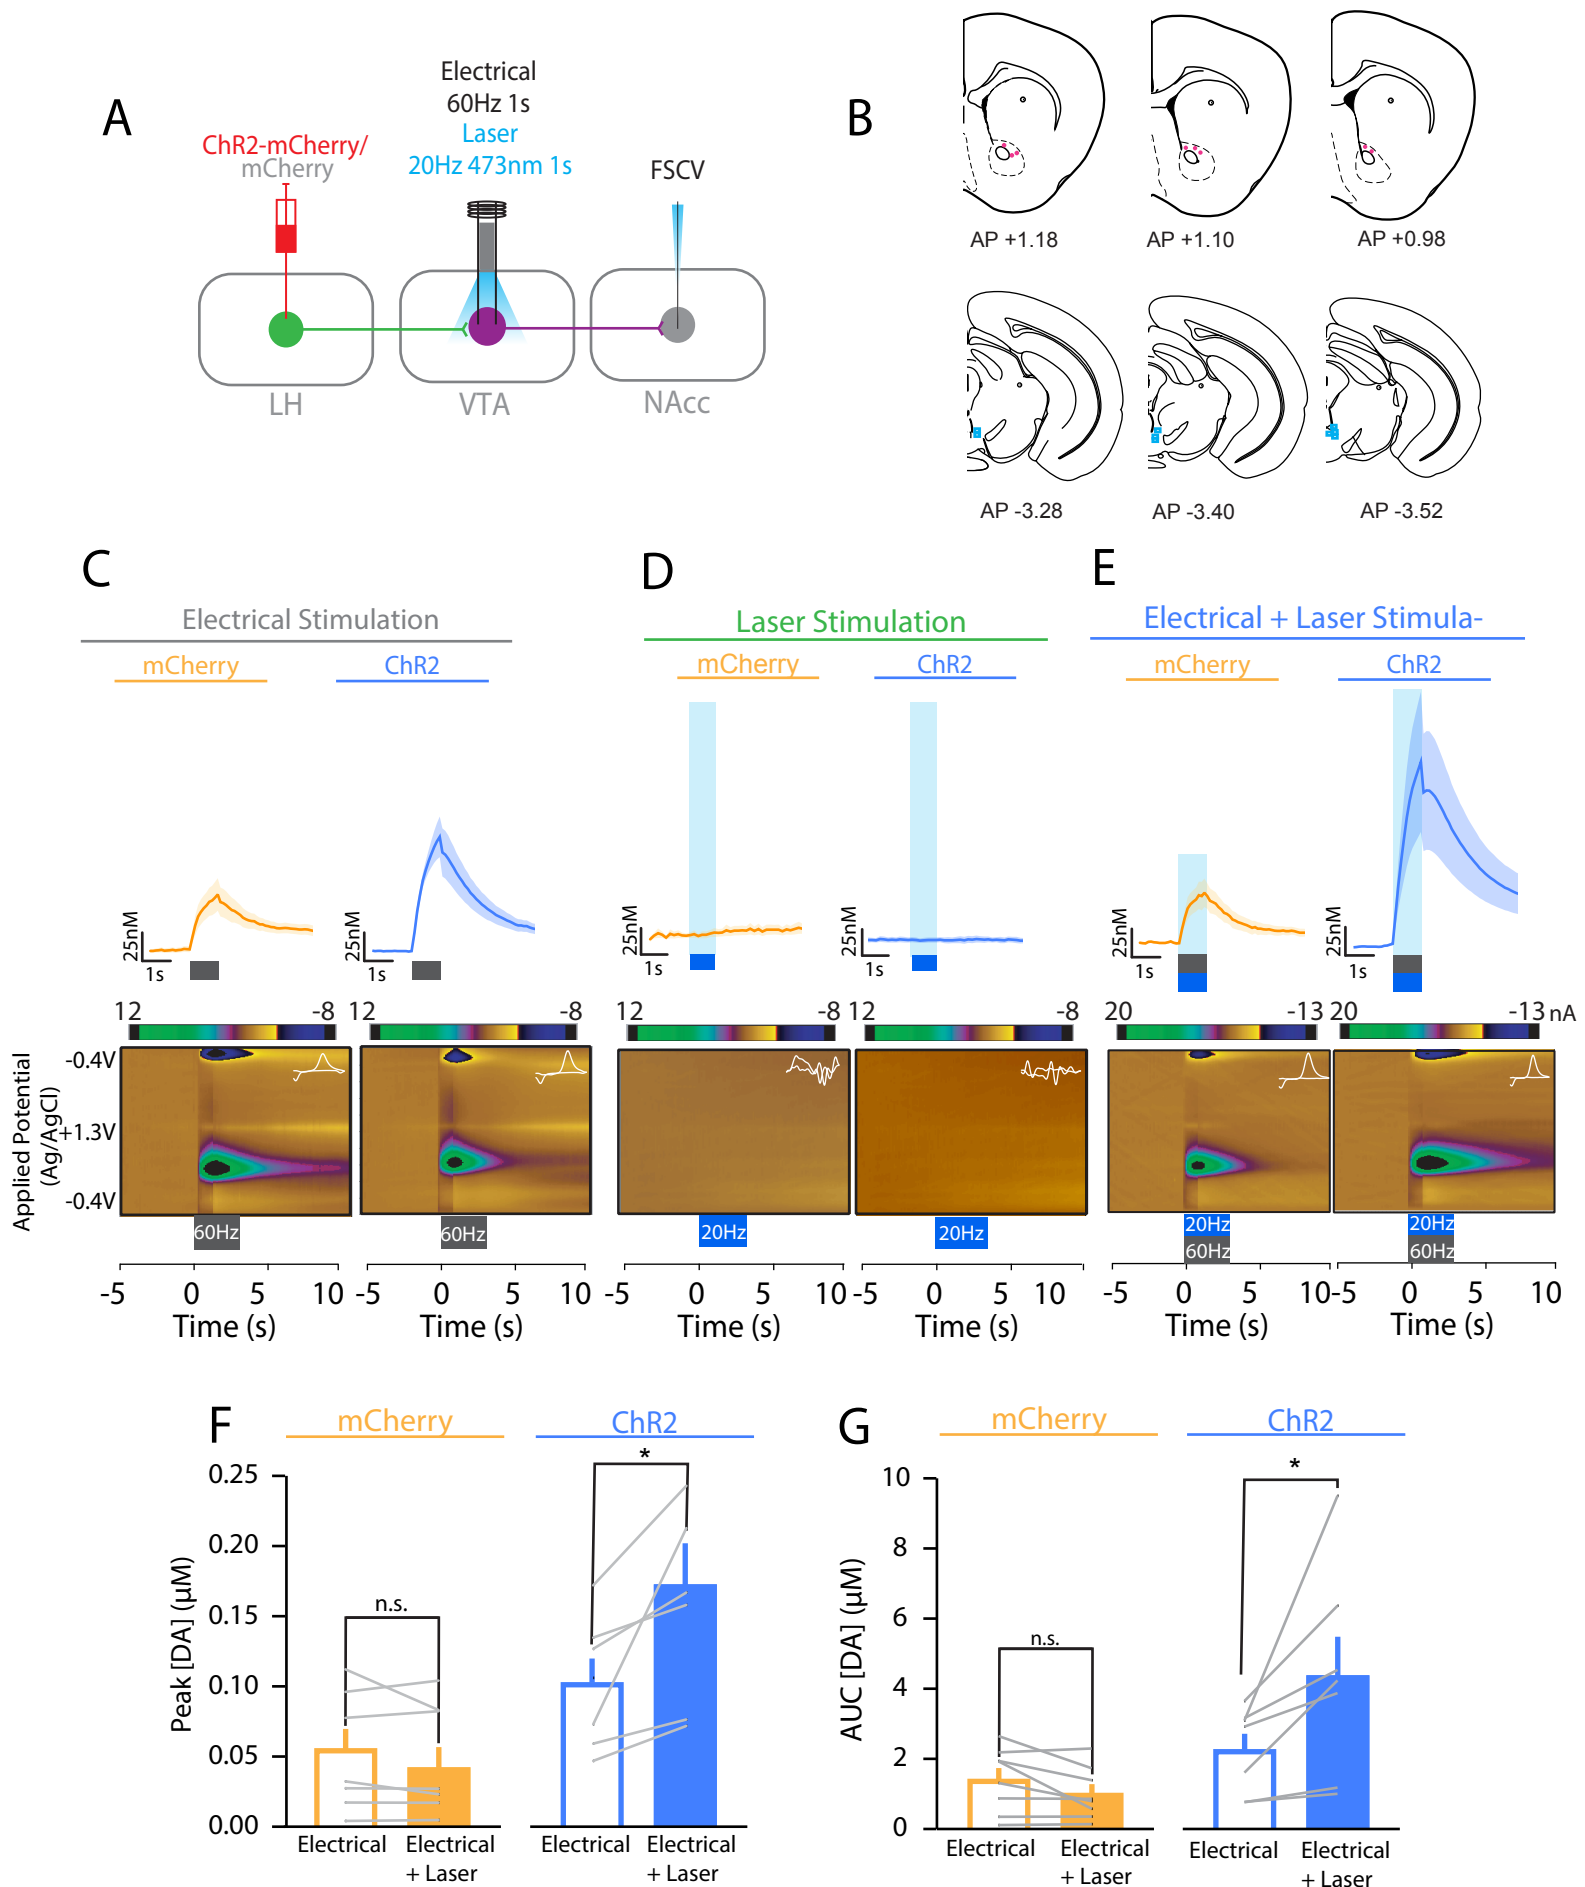 A
Electrical
60Hz 1s
Laser
20Hz 473nm 1s
ChR2-mCherry/
mCherry
FSCV
LH
VTA
NAcc
B
AP +1.18
AP +1.10
AP +0.98
AP -3.28
AP -3.40
AP -3.52
C
Electrical Stimulation
mCherry
ChR2
25nM
1s
25nM
1s
12
-8
12
-8
Applied Potential
(Ag/AgCl)
-0.4V
+1.3V
-0.4V
60Hz
60Hz
-5 0 5 10
Time (s)
-5 0 5 10
Time (s)
D
Laser Stimulation
mCherry
ChR2
25nM
1s
25nM
1s
12
-8
12
-8
20Hz
20Hz
-5 0 5 10
Time (s)
-5 0 5 10
Time (s)
E
Electrical + Laser Stimula-
mCherry
ChR2
25nM
1s
25nM
1s
20
-13
20
-13 nA
20Hz
60Hz
20Hz
60Hz
-5 0 5 10
Time (s)
-5 0 5 10
Time (s)
F
mCherry
ChR2
Peak [DA] (µM)
0.25
0.20
0.15
0.10
0.05
0.00
n.s.
*
Electrical
Electrical
+ Laser
Electrical
Electrical
+ Laser
G
mCherry
ChR2
AUC [DA] (µM)
10
8
6
4
2
0
n.s.
*
Electrical
Electrical
+ Laser
Electrical
Electrical
+ Laser